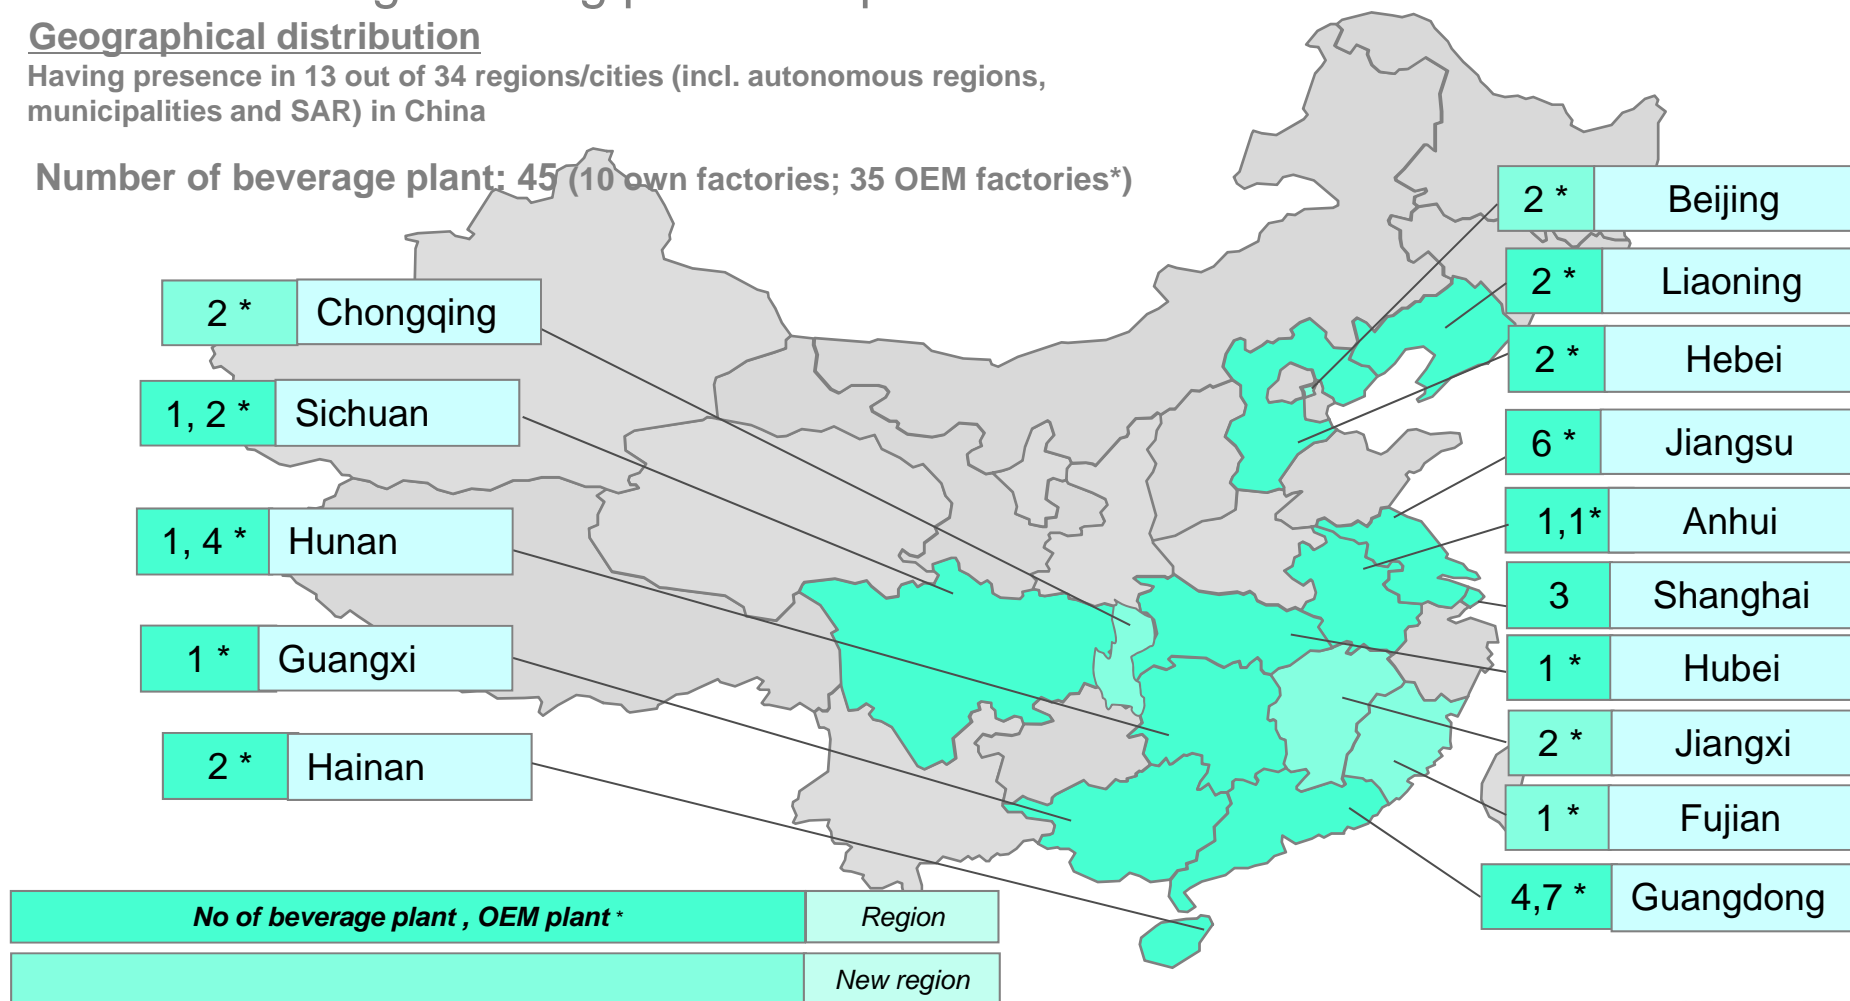 Geographical distribution
Having presence in 13 out of 34 regions/cities (incl. autonomous regions,
municipalities and SAR) in China
Number of beverage plant: 45 (10 own factories; 35 OEM factories*)
2 * Beijing
2 * Liaoning
2 * Chongqing
2 * Hebei
1, 2 * Sichuan
6 * Jiangsu
1, 4 * Hunan
1,1* Anhui
3 Shanghai
1 * Guangxi
1 * Hubei
2 * Hainan
2 * Jiangxi
1 * Fujian
4,7 * Guangdong
No of beverage plant , OEM plant * Region
New region